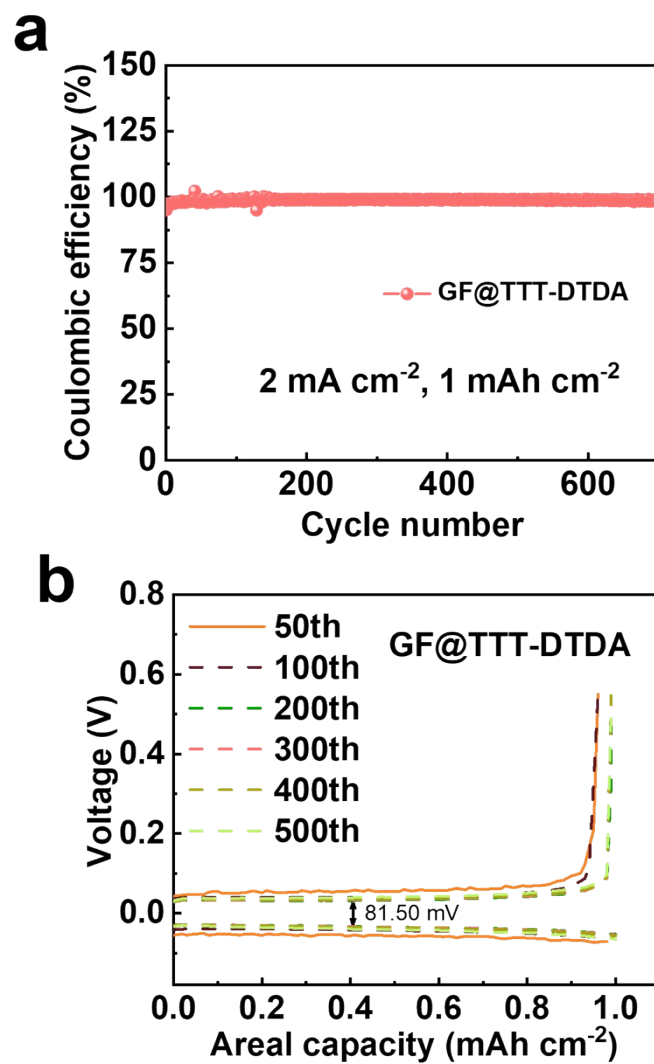 a
Coulombic efficiency (%)
150
125
100
75
50
25
0
GF@TTT-DTDA
2 mA cm⁻², 1 mAh cm⁻²
0
200
400
600
Cycle number
b
Voltage (V)
0.8
0.6
0.4
0.2
0.0
50th
100th
200th
300th
400th
500th
GF@TTT-DTDA
81.50 mV
0.0
0.2
0.4
0.6
0.8
1.0
Areal capacity (mAh cm⁻²)